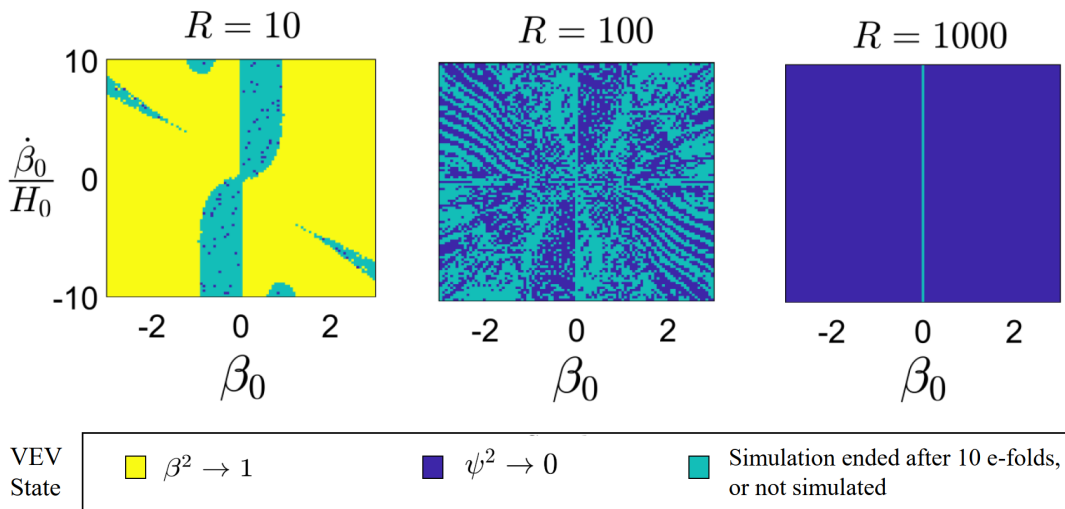 R = 10
R = 100
R = 1000
10
0
-10
β̇₀
H₀
-2 0 2
-2 0 2
-2 0 2
β₀
β₀
β₀
VEV
State
β² → 1
ψ² → 0
Simulation ended after 10 e-folds,
or not simulated